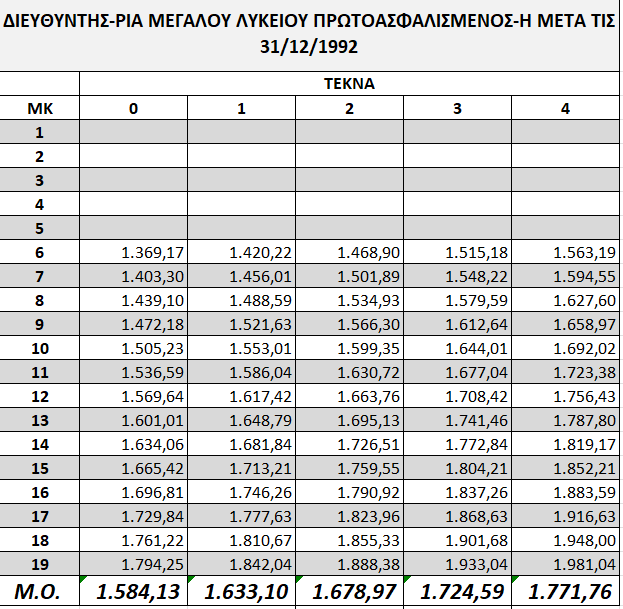 ΔΙΕΥΘΥΝΤΗΣ-ΡΙΑ ΜΕΓΑΛΟΥ ΛΥΚΕΙΟΥ ΠΡΩΤΟΑΣΦΑΛΙΣΜΕΝΟΣ-Η ΜΕΤΑ ΤΙΣ
31/12/1992
ΤΕΚΝΑ
ΜΚ 0 1 2 3 4
1
2
3
4
5
6 1.369,17 1.420,22 1.468,90 1.515,18 1.563,19
7 1.403,30 1.456,01 1.501,89 1.548,22 1.594,55
8 1.439,10 1.488,59 1.534,93 1.579,59 1.627,60
9 1.472,18 1.521,63 1.566,30 1.612,64 1.658,97
10 1.505,23 1.553,01 1.599,35 1.644,01 1.692,02
11 1.536,59 1.586,04 1.630,72 1.677,04 1.723,38
12 1.569,64 1.617,42 1.663,76 1.708,42 1.756,43
13 1.601,01 1.648,79 1.695,13 1.741,46 1.787,80
14 1.634,06 1.681,84 1.726,51 1.772,84 1.819,17
15 1.665,42 1.713,21 1.759,55 1.804,21 1.852,21
16 1.696,81 1.746,26 1.790,92 1.837,26 1.883,59
17 1.729,84 1.777,63 1.823,96 1.868,63 1.916,63
18 1.761,22 1.810,67 1.855,33 1.901,68 1.948,00
19 1.794,25 1.842,04 1.888,38 1.933,04 1.981,04
Μ.Ο. 1.584,13 1.633,10 1.678,97 1.724,59 1.771,76